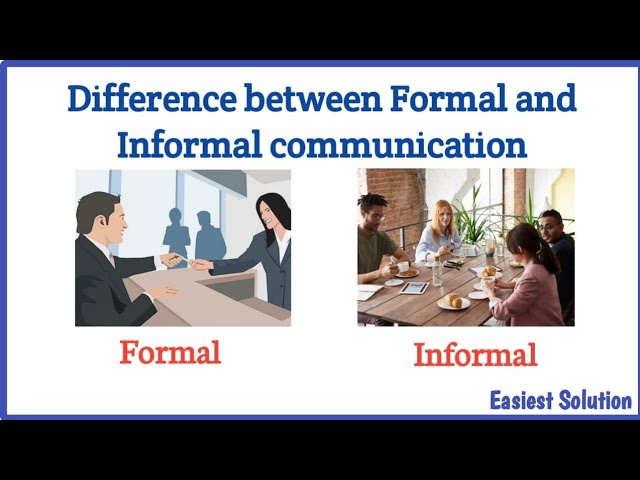 Difference between Formal and
Informal communication
Formal
Informal
Easiest Solution